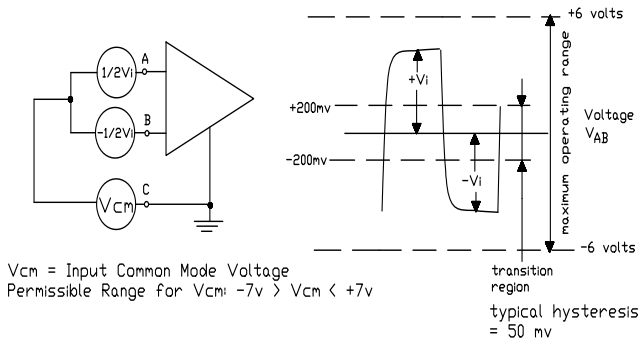 A
1/2Vi
B
-1/2Vi
C
Vcm
Vcm = Input Common Mode Voltage
Permissible Range for Vcm: -7v > Vcm < +7v
+6 volts
+Vi
+200mv
-200mv
-Vi
maximum operating range
Voltage
VAB
-6 volts
transition
region
typical hysteresis
= 50 mv